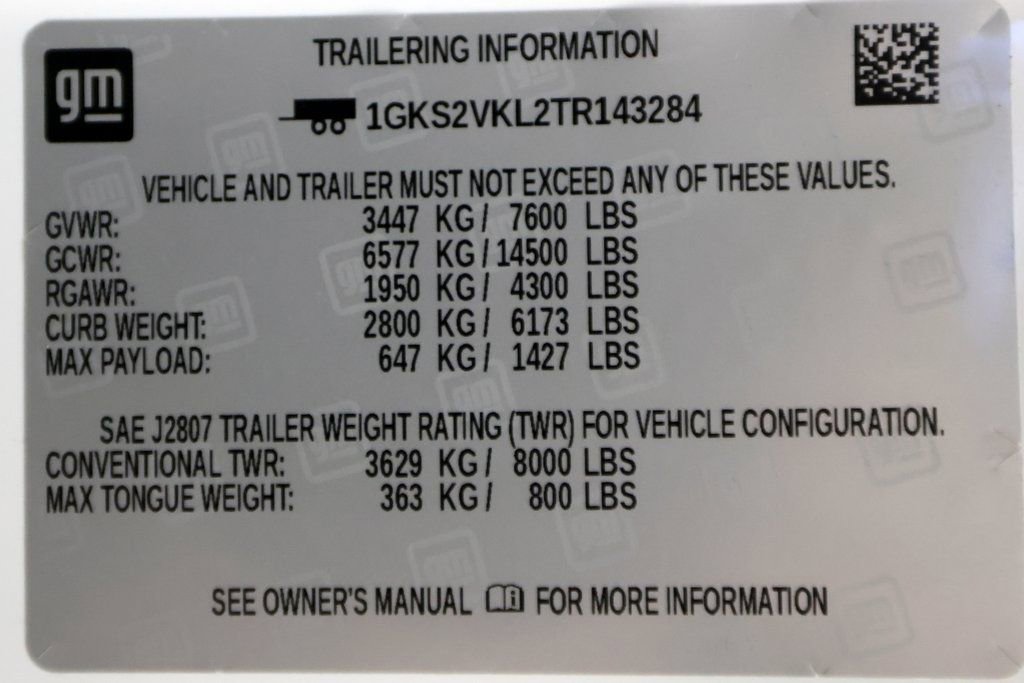 gm
TRAILERING INFORMATION
1GKS2VKL2TR143284
VEHICLE AND TRAILER MUST NOT EXCEED ANY OF THESE VALUES.
GVWR: 3447 KG / 7600 LBS
GCWR: 6577 KG / 14500 LBS
RGAWR: 1950 KG / 4300 LBS
CURB WEIGHT: 2800 KG / 6173 LBS
MAX PAYLOAD: 647 KG / 1427 LBS
SAE J2807 TRAILER WEIGHT RATING (TWR) FOR VEHICLE CONFIGURATION.
CONVENTIONAL TWR: 3629 KG / 8000 LBS
MAX TONGUE WEIGHT: 363 KG / 800 LBS
SEE OWNER'S MANUAL FOR MORE INFORMATION